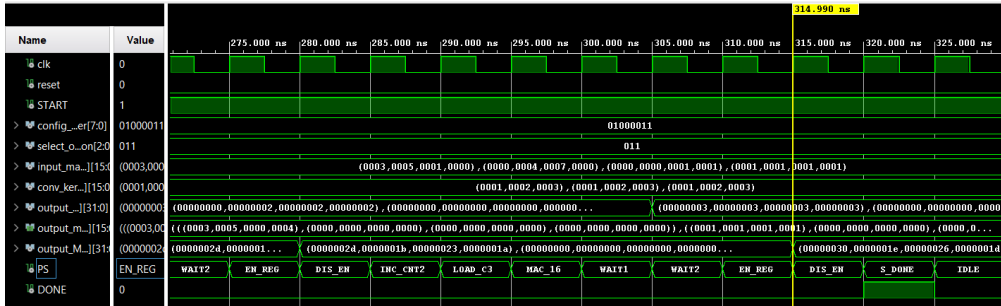 314.990 ns
Name Value 275.000 ns 280.000 ns 285.000 ns 290.000 ns 295.000 ns 300.000 ns 305.000 ns 310.000 ns 315.000 ns 320.000 ns 325.000 ns
clk 0
reset 0
START 1
config_...er[7:0] 01000011 01000011
select_o...on[2:0 011 011
input_ma...][15:0 (0003,000 (0003,0005,0001,0000),(0000,0004,0007,0000),(0000,0000,0001,0001),(0001,0001,0001,0001)
conv_ker...][15:0 (0001,000 (0001,0002,0003),(0001,0002,0003),(0001,0002,0003)
output_...][31:0] (00000003 (00000000,00000002,00000002,00000002),(00000000,00000000,00000000,000000... (00000003,00000003,00000003,00000003),(00000000,00000000,0000
output_m...][15:0 (((0003,00 (((0003,0005,0000,0004),(0000,0000,0000,0000),(0000,0000,0000,0000),(0000,0000,0000,0000)),((0001,0001,0001,0001),(0000,0000,0000,0000),(0000,0...
output_M...][31:( (0000002d (0000002d,0000001... (0000002d,0000001b,00000023,0000001a),(00000000,00000000,00000000,0000000... (00000030,0000001e,00000026,0000001d
PS EN_REG WAIT2 EN_REG DIS_EN INC_CNT2 LOAD_C3 MAC_16 WAIT1 WAIT2 EN_REG DIS_EN S_DONE IDLE
DONE 0